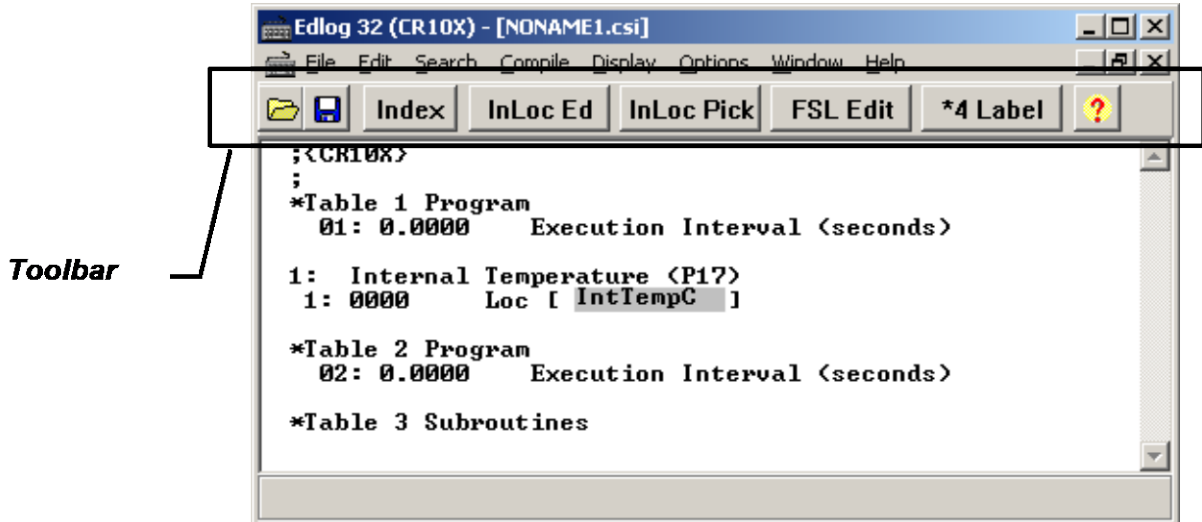 Edlog 32 (CR10X) - [NONAME1.csi]
File Edit Search Compile Display Options Window Help
Index InLoc Ed InLoc Pick FSL Edit *4 Label ?
;{CR10X}
;
*Table 1 Program
01: 0.0000 Execution Interval (seconds)
Toolbar
1: Internal Temperature (P17)
1: 0000 Loc [ IntTempC ]
*Table 2 Program
02: 0.0000 Execution Interval (seconds)
*Table 3 Subroutines